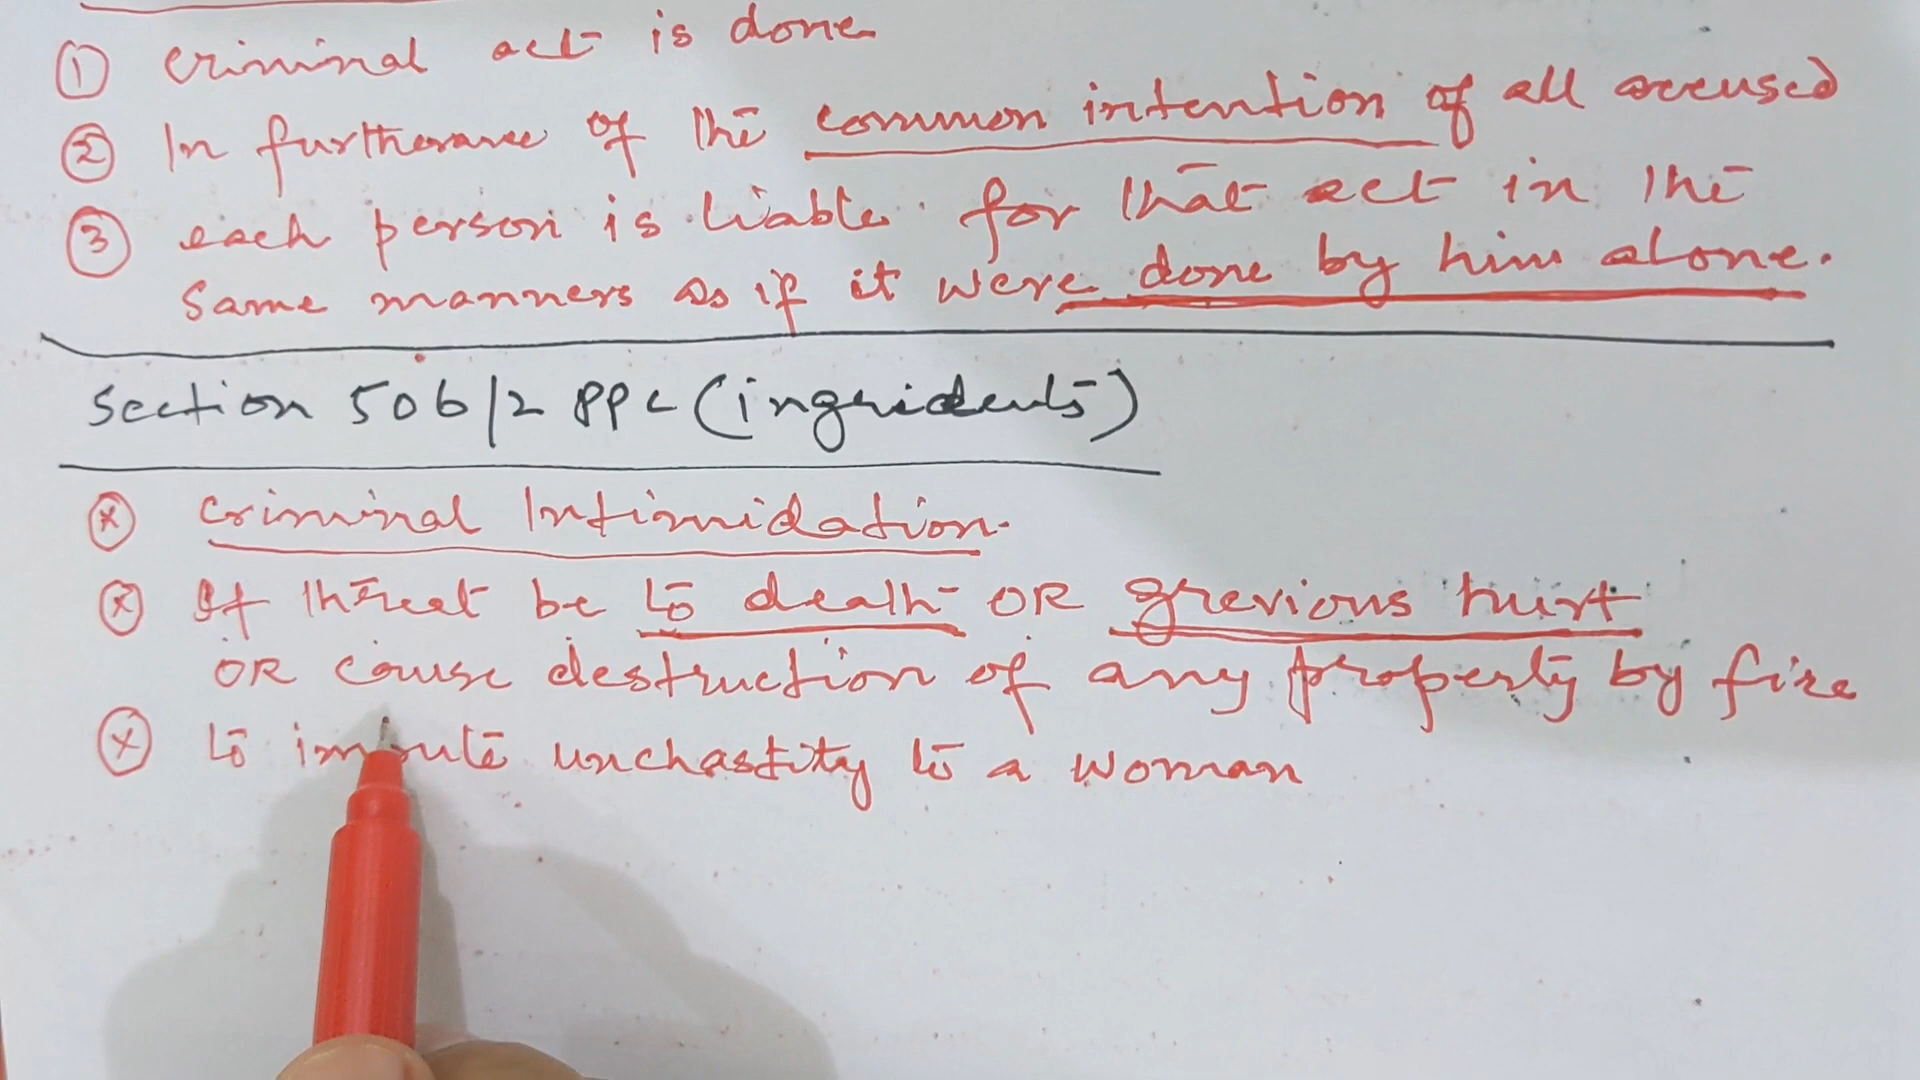 ① criminal act is done
② In furtherance of the common intention of all accused
③ each person is liable for that act in the
same manners as if it were done by him alone.
Section 506/2 PPC (ingridents)
ⓧ criminal Intimidation.
ⓧ If threat be to death OR grevious hurt
OR cause destruction of any property by fire
ⓧ to impute unchastity to a woman